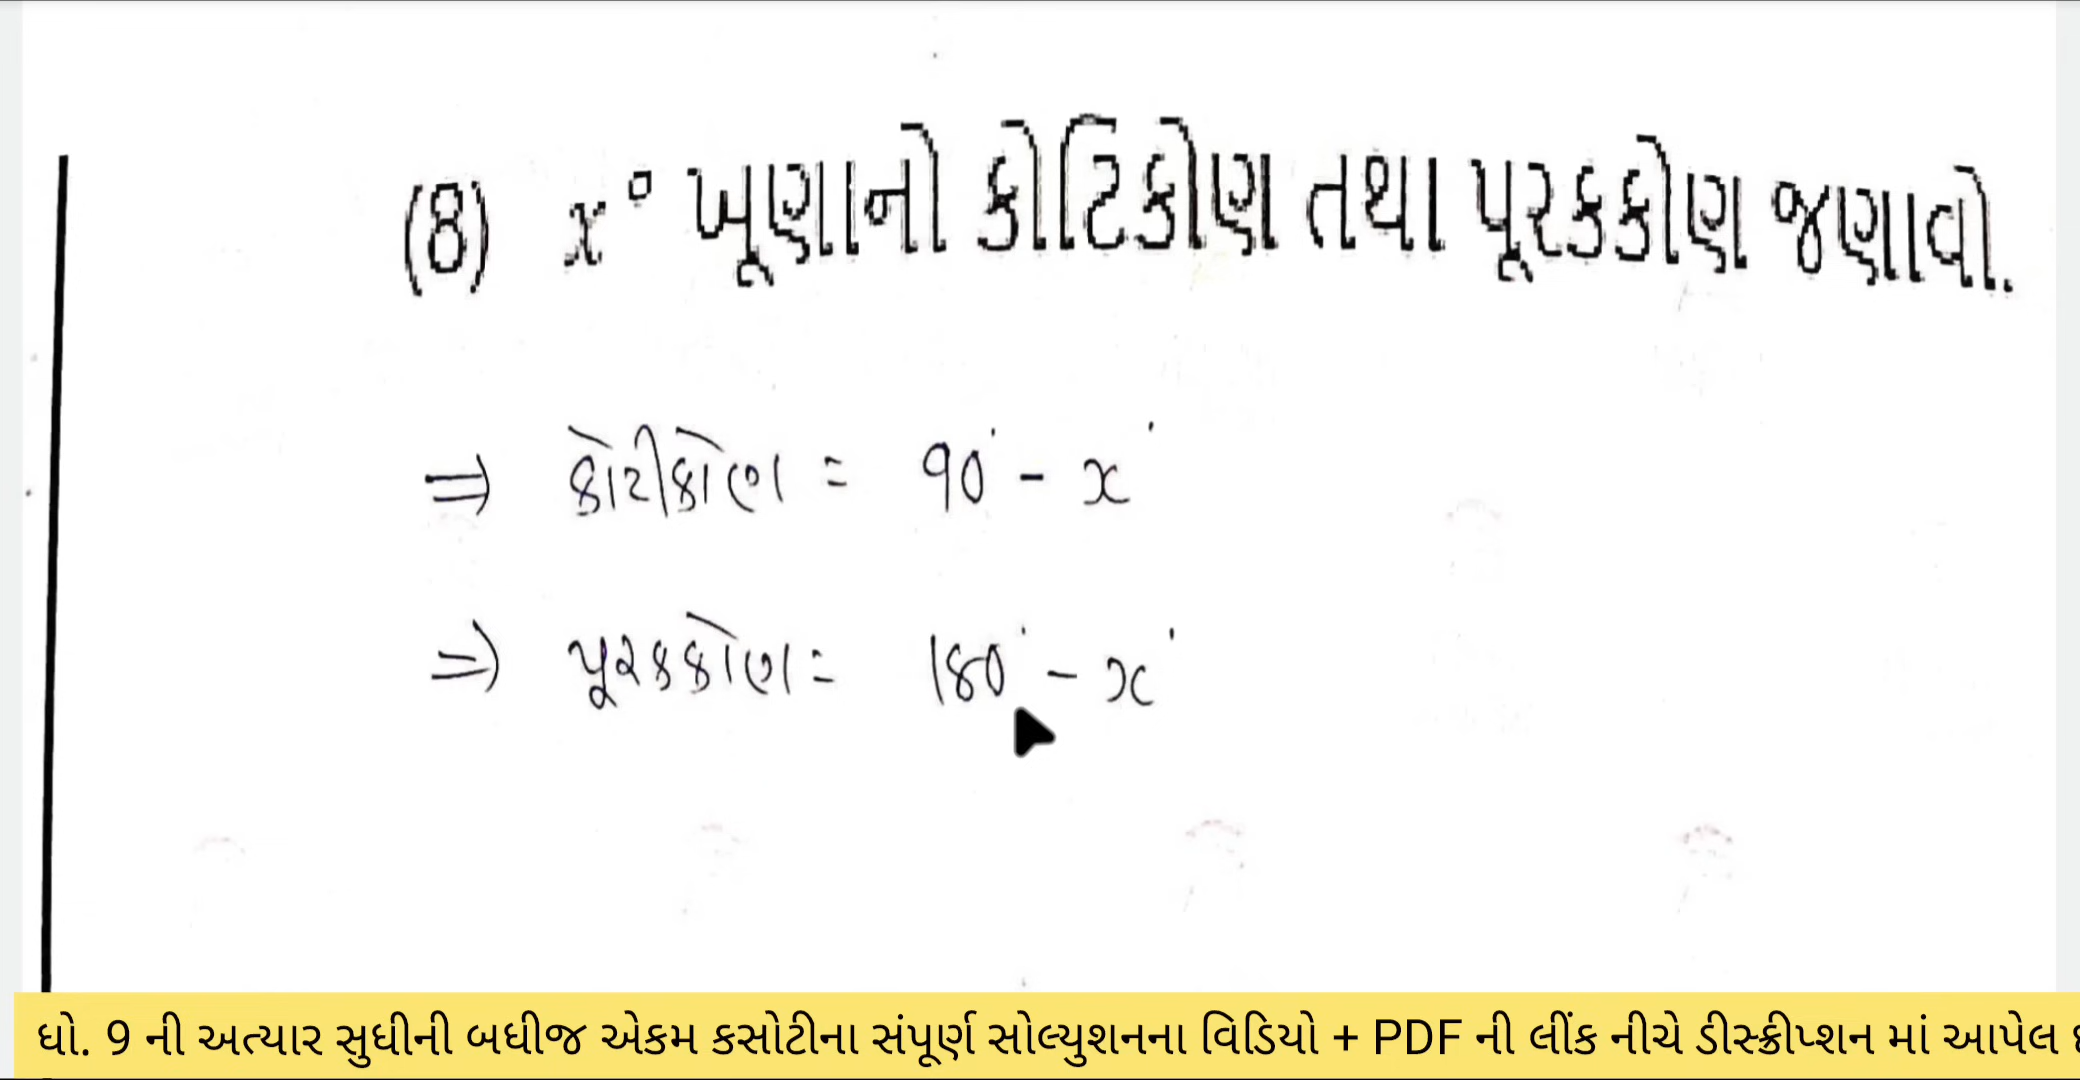 (8) x° ખૂણાનો કોટિકોણ તથા પૂરકકોણ જણાવો.
⇒ કોટીકોણ = 90° - x°
⇒ પૂરકકોણ = 180° - x°
ધો. 9 ની અત્યાર સુધીની બધીજ એકમ કસોટીના સંપૂર્ણ સોલ્યુશનના વિડિયો + PDF ની લીંક નીચે ડીસ્ક્રીપ્શન માં આપેલ